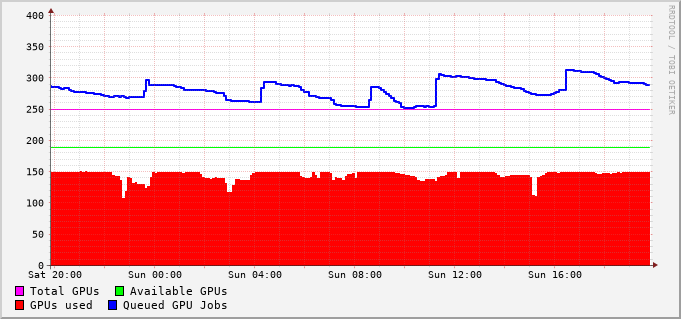 400
350
300
250
200
150
100
50
0
Sat 20:00 Sun 00:00 Sun 04:00 Sun 08:00 Sun 12:00 Sun 16:00
Total GPUs Available GPUs
GPUs used Queued GPU Jobs
RRDTOOL / TOBI OETIKER